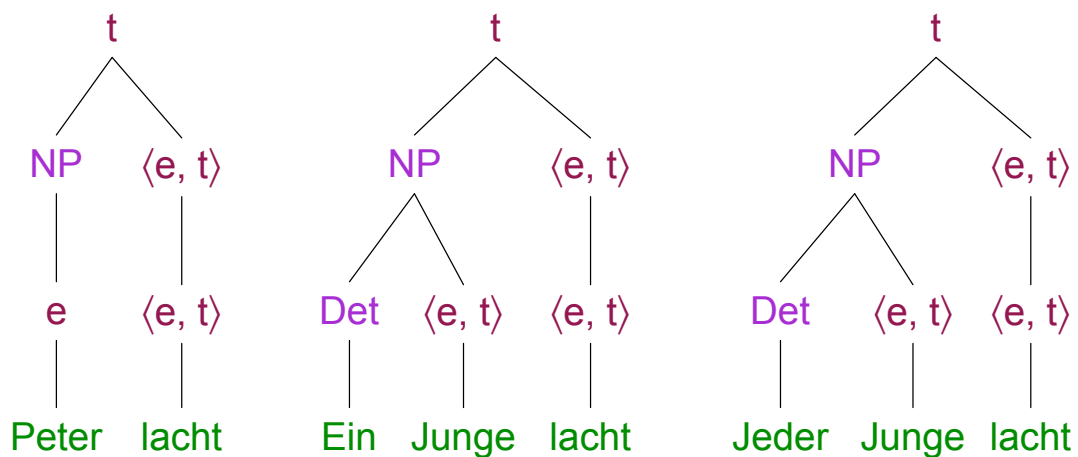 t t t
NP ⟨e, t⟩ NP ⟨e, t⟩ NP ⟨e, t⟩
e ⟨e, t⟩ Det ⟨e, t⟩ ⟨e, t⟩ Det ⟨e, t⟩ ⟨e, t⟩
Peter lacht Ein Junge lacht Jeder Junge lacht